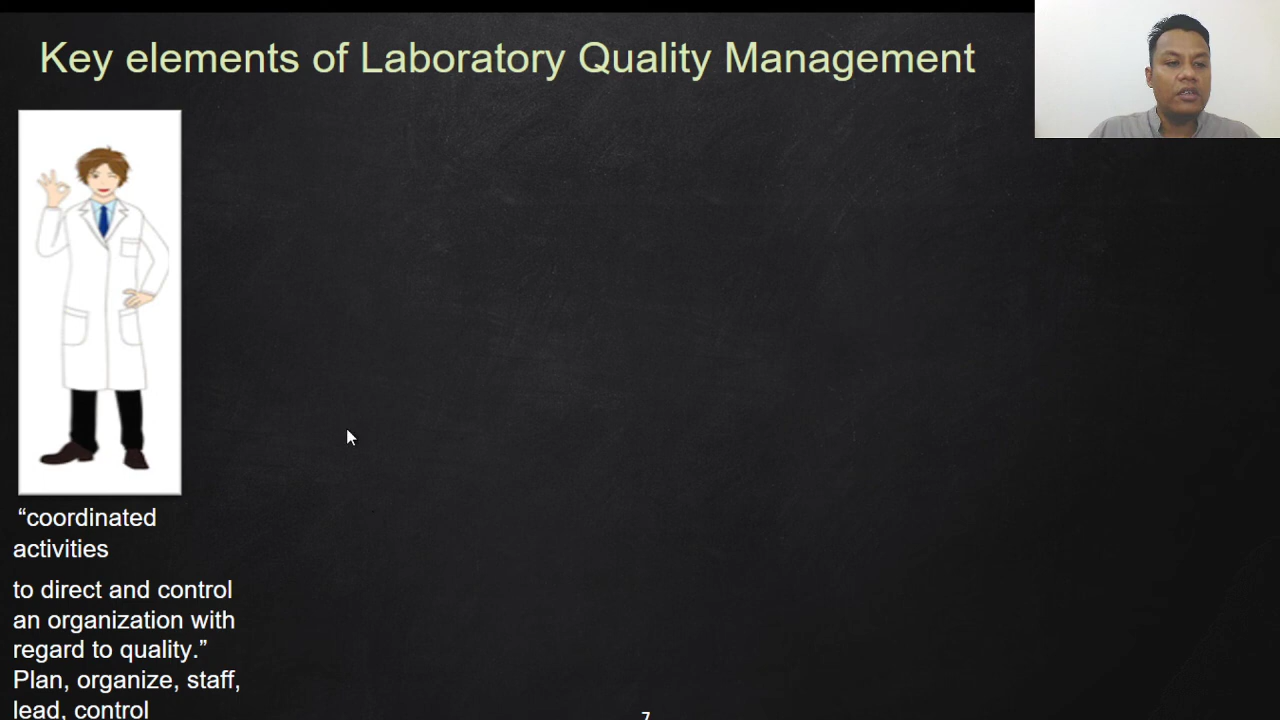 Key elements of Laboratory Quality Management
“coordinated
activities
to direct and control
an organization with
regard to quality.”
Plan, organize, staff,
lead, control
7